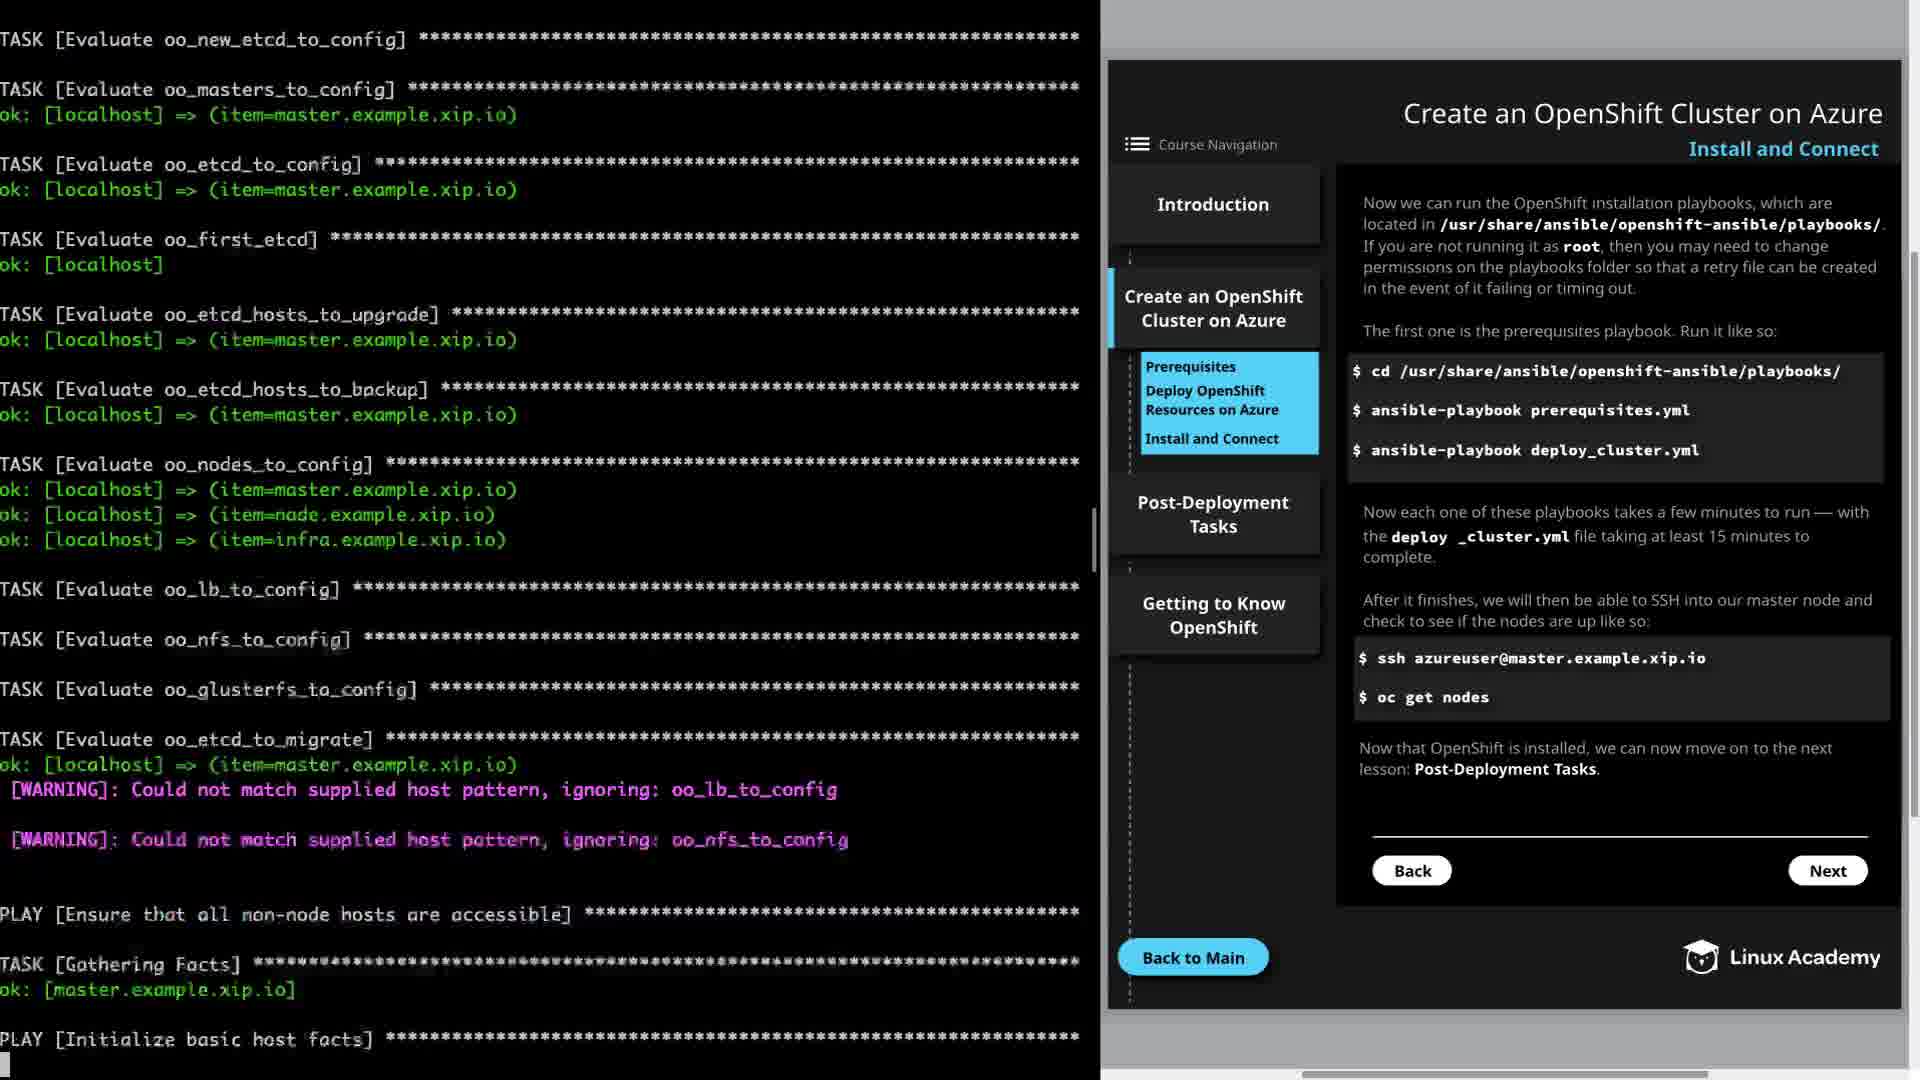 TASK [Evaluate oo_new_etcd_to_config] *************************************************************
TASK [Evaluate oo_masters_to_config] **************************************************************
ok: [localhost] => (item=master.example.xip.io)
TASK [Evaluate oo_etcd_to_config] *****************************************************************
ok: [localhost] => (item=master.example.xip.io)
TASK [Evaluate oo_first_etcd] *********************************************************************
ok: [localhost]
TASK [Evaluate oo_etcd_hosts_to_upgrade] **********************************************************
ok: [localhost] => (item=master.example.xip.io)
TASK [Evaluate oo_etcd_hosts_to_backup] ***********************************************************
ok: [localhost] => (item=master.example.xip.io)
TASK [Evaluate oo_nodes_to_config] ****************************************************************
ok: [localhost] => (item=master.example.xip.io)
ok: [localhost] => (item=node.example.xip.io)
ok: [localhost] => (item=infra.example.xip.io)
TASK [Evaluate oo_lb_to_config] *******************************************************************
TASK [Evaluate oo_nfs_to_config] ******************************************************************
TASK [Evaluate oo_glusterfs_to_config] ************************************************************
TASK [Evaluate oo_etcd_to_migrate] ****************************************************************
ok: [localhost] => (item=master.example.xip.io)
[WARNING]: Could not match supplied host pattern, ignoring: oo_lb_to_config
[WARNING]: Could not match supplied host pattern, ignoring: oo_nfs_to_config
PLAY [Ensure that all non-node hosts are accessible] **********************************************
TASK [Gathering Facts] ****************************************************************************
ok: [master.example.xip.io]
PLAY [Initialize basic host facts] ****************************************************************
Create an OpenShift Cluster on Azure
Install and Connect
Course Navigation
Introduction
Create an OpenShift
Cluster on Azure
Prerequisites
Deploy OpenShift
Resources on Azure
Install and Connect
Post-Deployment
Tasks
Getting to Know
OpenShift
Back to Main
Now we can run the OpenShift installation playbooks, which are
located in /usr/share/ansible/openshift-ansible/playbooks/.
If you are not running it as root, then you may need to change
permissions on the playbooks folder so that a retry file can be created
in the event of it failing or timing out.
The first one is the prerequisites playbook. Run it like so:
$ cd /usr/share/ansible/openshift-ansible/playbooks/
$ ansible-playbook prerequisites.yml
$ ansible-playbook deploy_cluster.yml
Now each one of these playbooks takes a few minutes to run — with
the deploy _cluster.yml file taking at least 15 minutes to
complete.
After it finishes, we will then be able to SSH into our master node and
check to see if the nodes are up like so:
$ ssh azureuser@master.example.xip.io
$ oc get nodes
Now that OpenShift is installed, we can now move on to the next
lesson: Post-Deployment Tasks.
Back
Next
Linux Academy